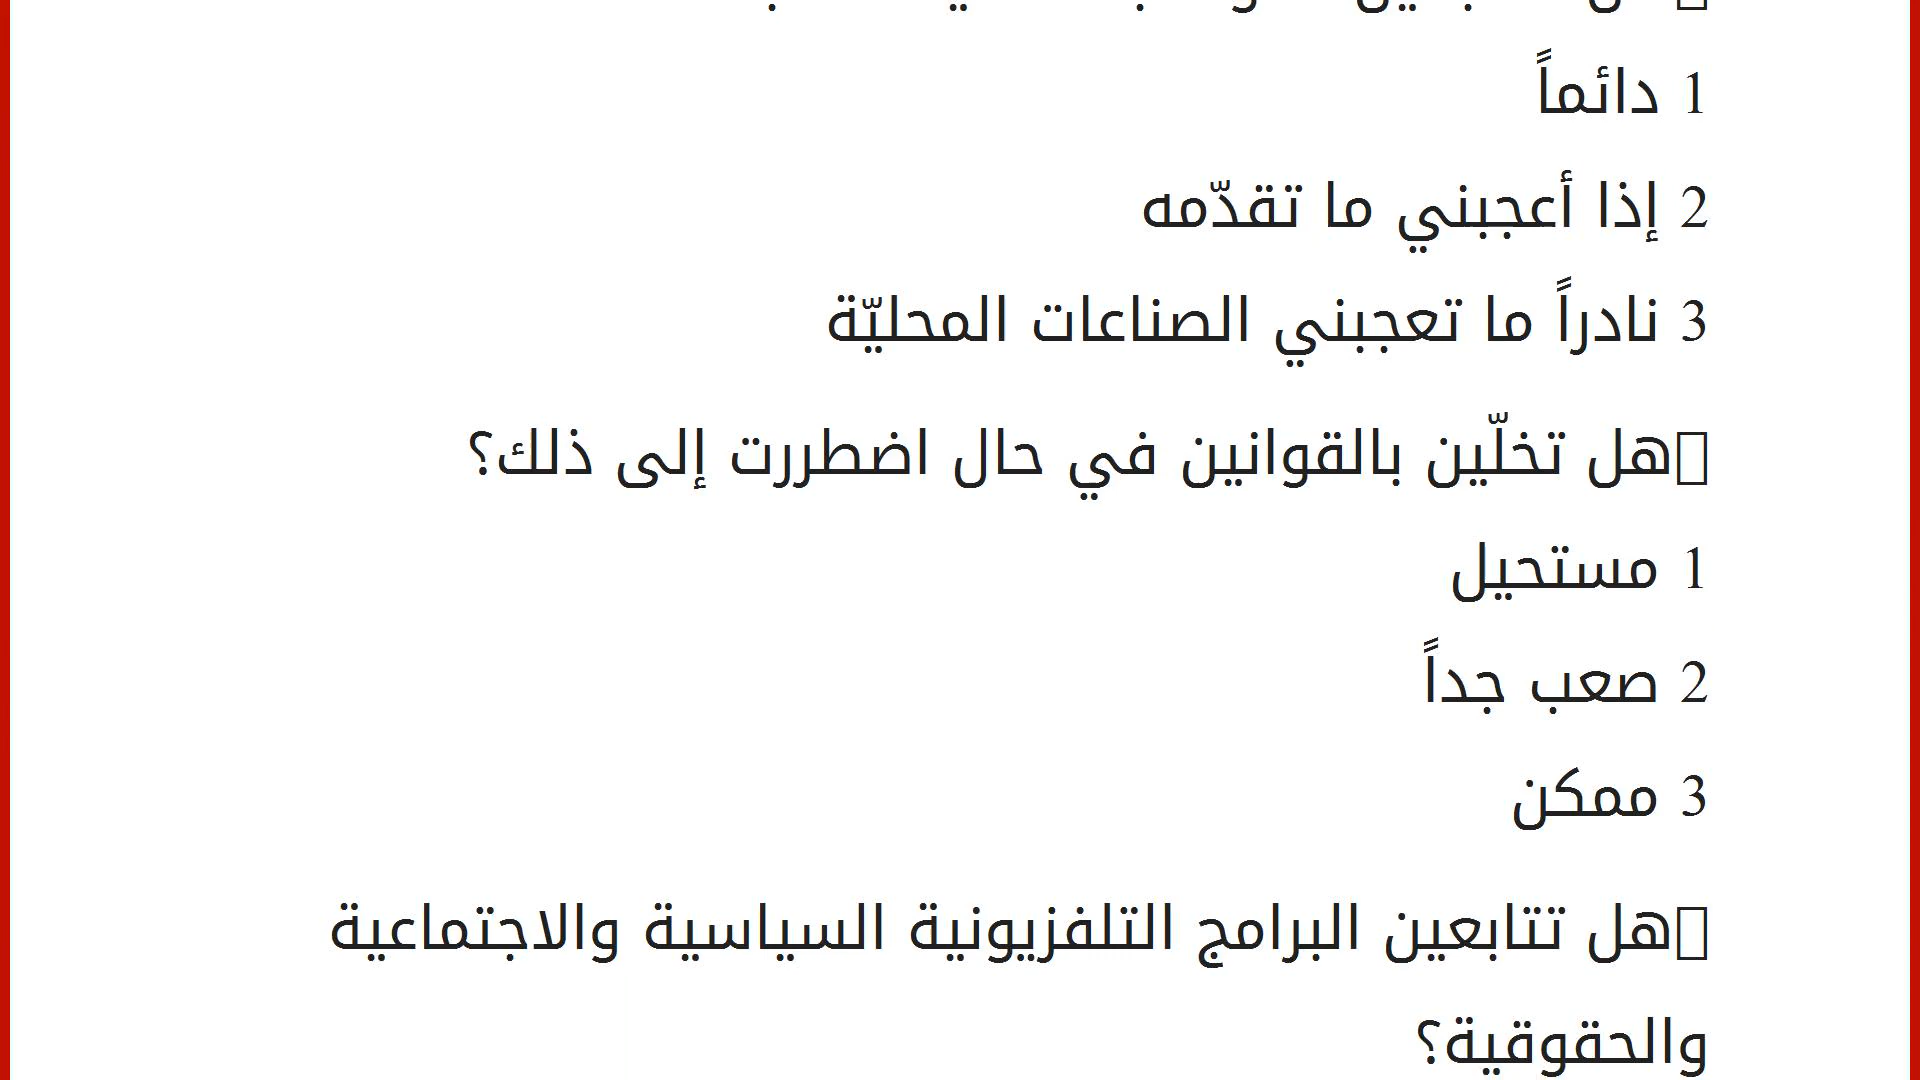 1 دائماً
2 إذا أعجبني ما تقدّمه
3 نادراً ما تعجبني الصناعات المحليّة
هل تخلّين بالقوانين في حال اضطررت إلى ذلك؟
1 مستحيل
2 صعب جداً
3 ممكن
هل تتابعين البرامج التلفزيونية السياسية والاجتماعية
والحقوقية؟